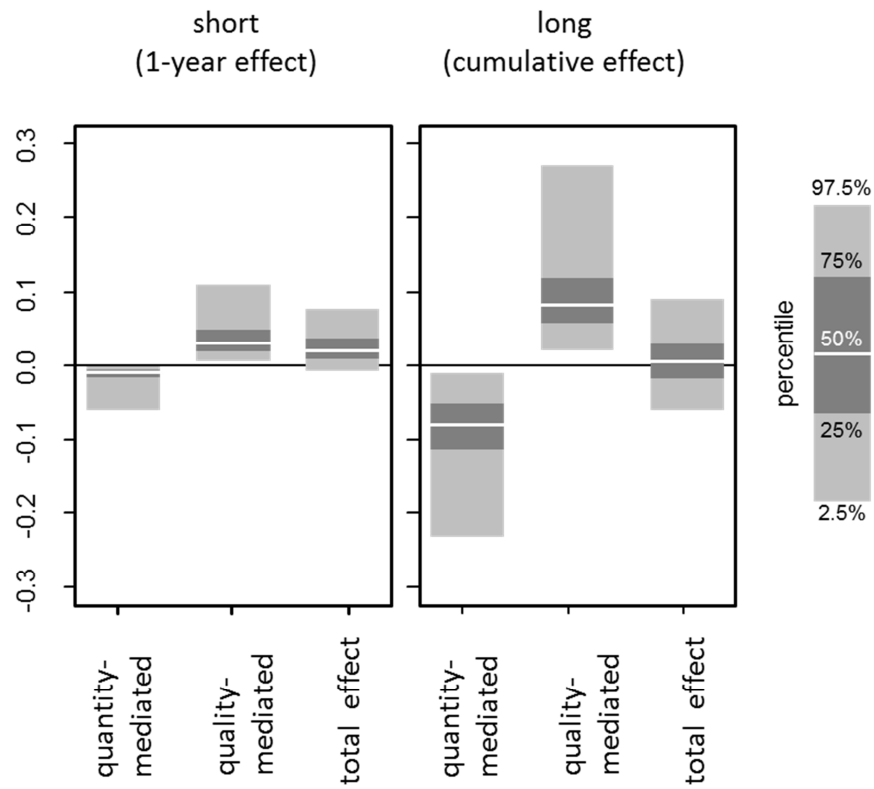 short
(1-year effect)
long
(cumulative effect)
0.3
0.2
0.1
0.0
-0.1
-0.2
-0.3
quantity-
mediated
quality-
mediated
total effect
quantity-
mediated
quality-
mediated
total effect
percentile
97.5%
75%
50%
25%
2.5%